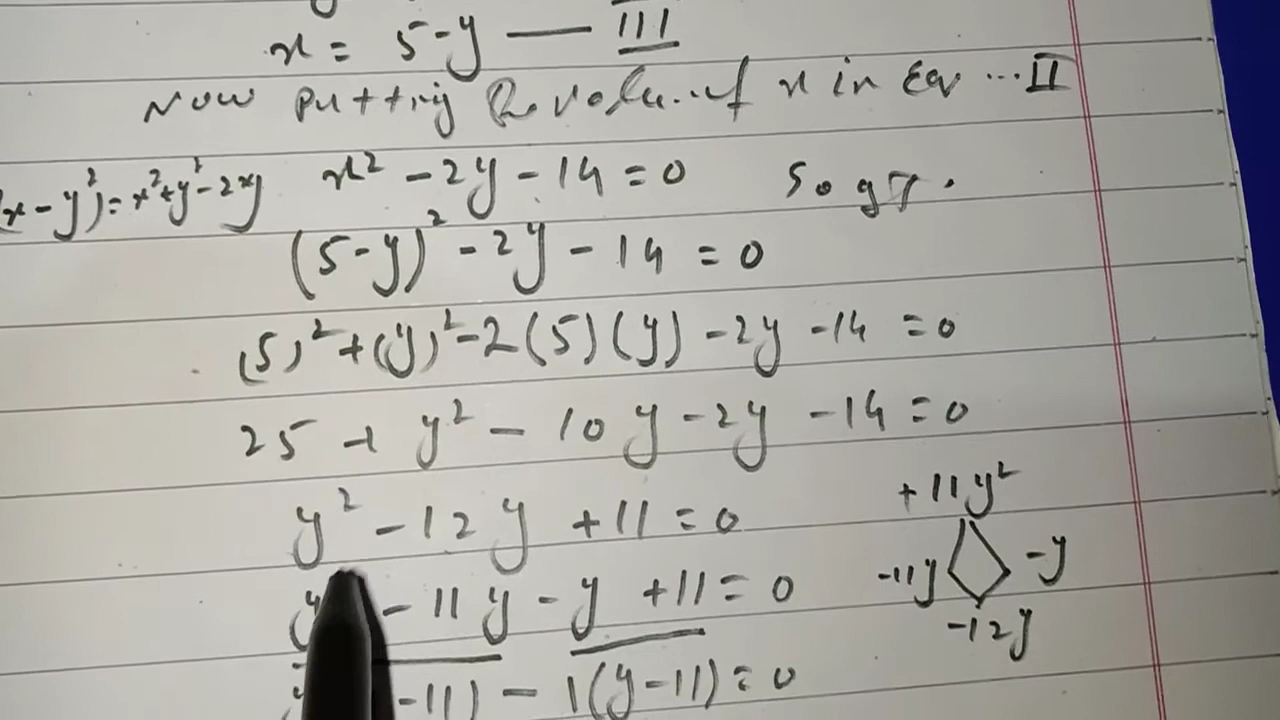 x = 5-y — III
Now putting the value of x in Eq ...II
(x-y²)=x²+y²-2xy x² -2y -14 = 0 So get.
(5-y)² -2y -14 = 0
(5)²+(y)²-2(5)(y) -2y -14 = 0
25 + y² - 10y -2y -14 = 0
y² -12y +11 = 0
+11y²
-11y -y
-12y
y -11y -y +11 = 0
-11) - 1(y-11) = 0